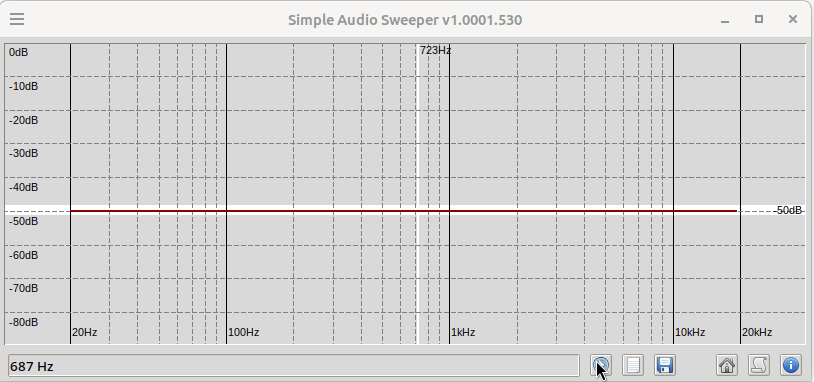 Simple Audio Sweeper v1.0001.530
0dB
723Hz
-10dB
-20dB
-30dB
-40dB
-50dB
-50dB
-60dB
-70dB
-80dB
20Hz 100Hz 1kHz 10kHz 20kHz
687 Hz